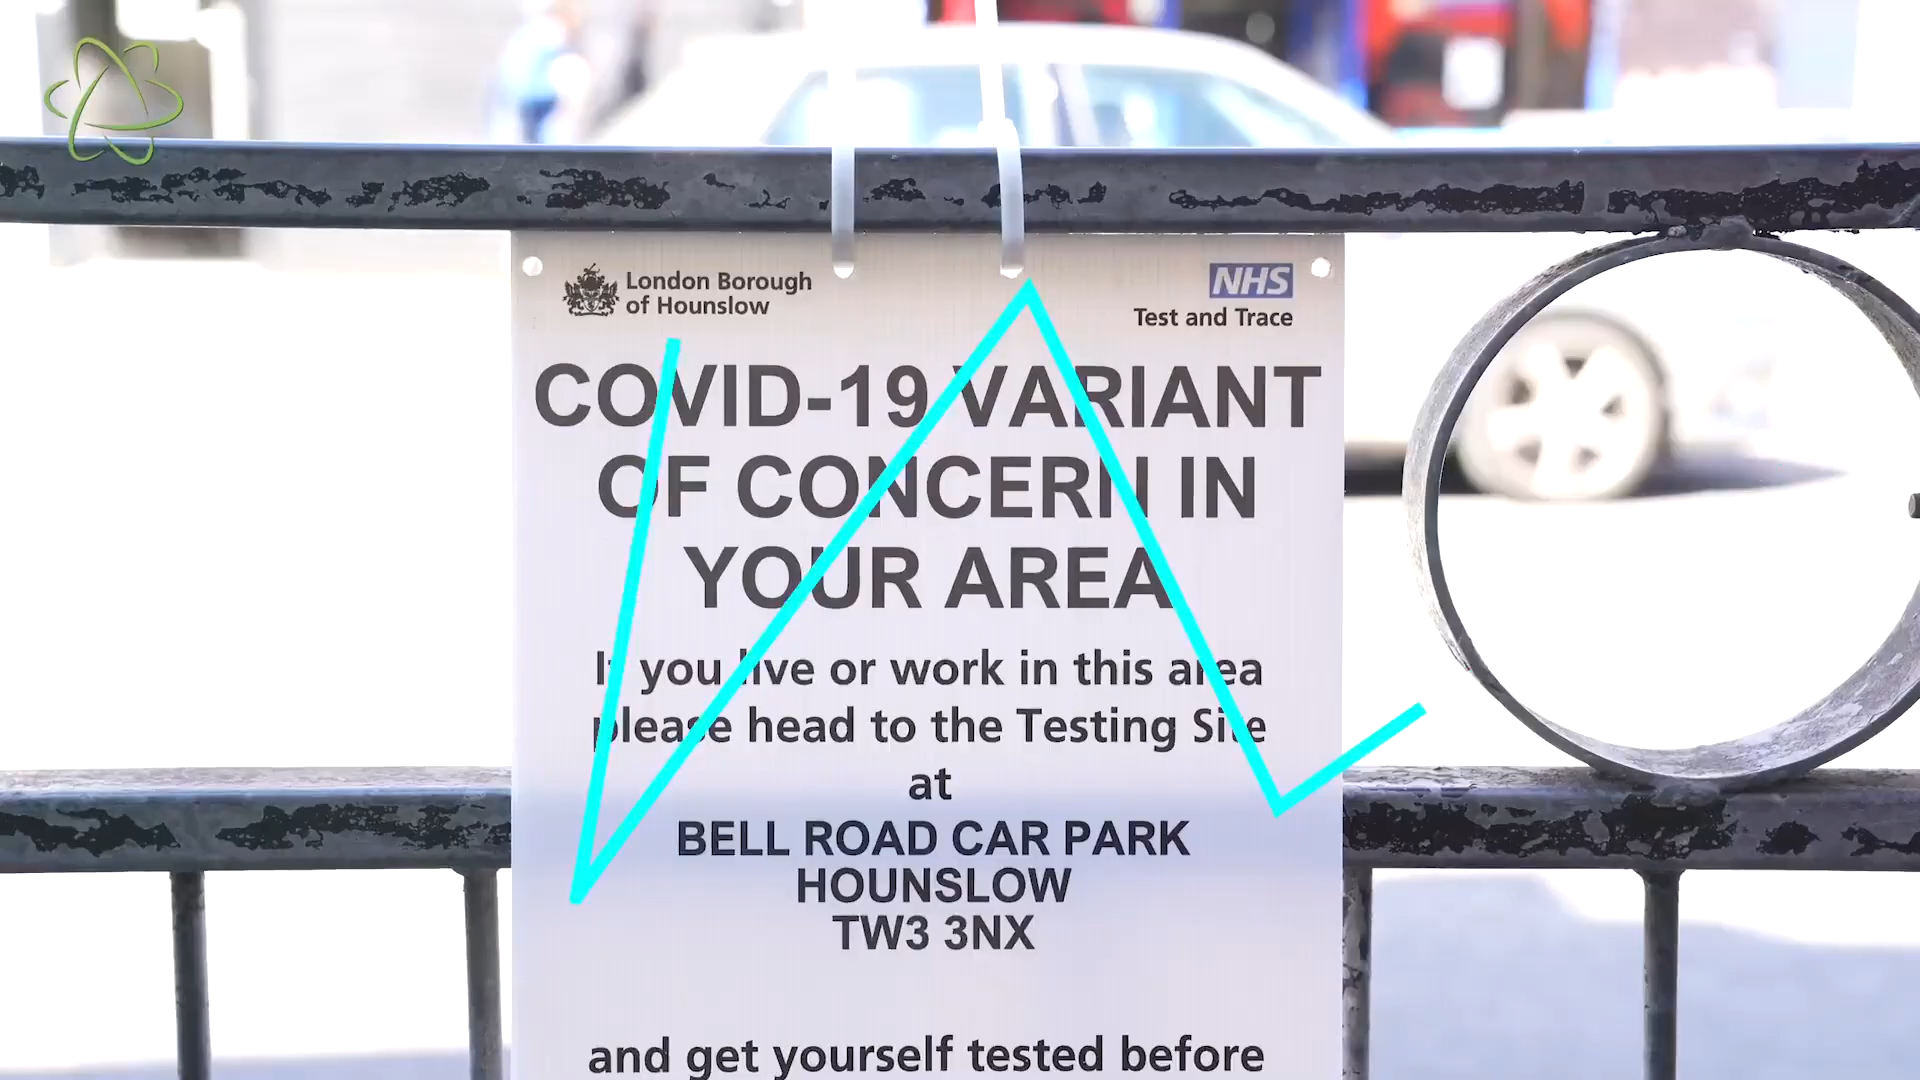 London Borough
of Hounslow
NHS
Test and Trace
COVID-19 VARIANT
OF CONCERN IN
YOUR AREA
If you live or work in this area
please head to the Testing Site
at
BELL ROAD CAR PARK
HOUNSLOW
TW3 3NX
and get yourself tested before